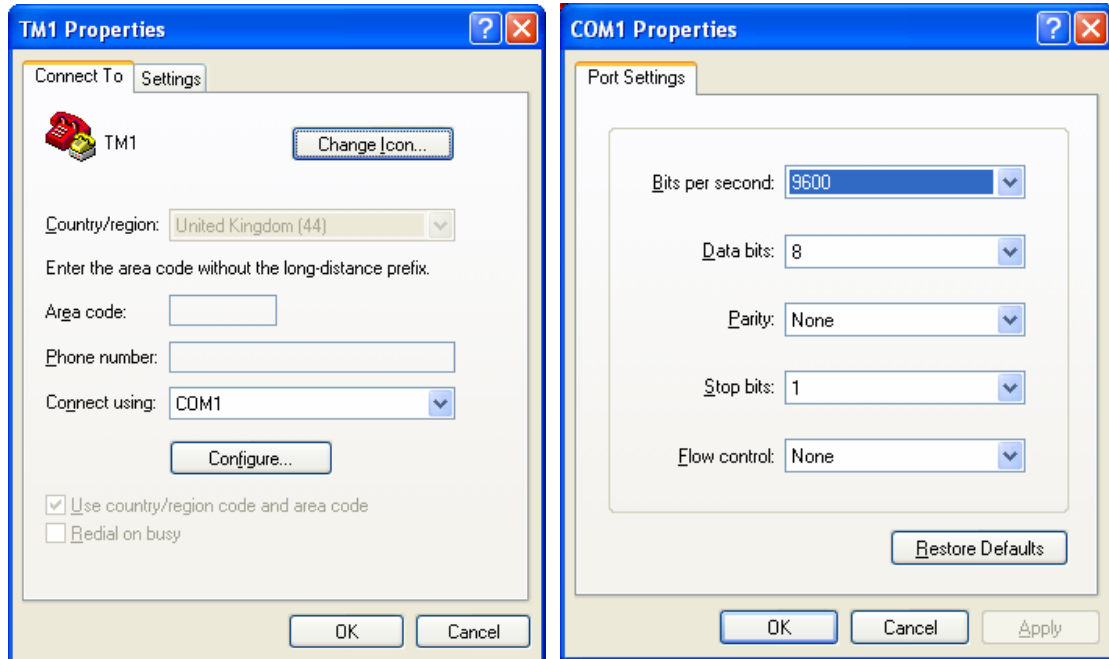 TM1 Properties
Connect To
Settings
TM1
Change Icon...
Country/region: United Kingdom (44)
Enter the area code without the long-distance prefix.
Area code:
Phone number:
Connect using: COM1
Configure...
Use country/region code and area code
Redial on busy
OK
Cancel
COM1 Properties
Port Settings
Bits per second: 9600
Data bits: 8
Parity: None
Stop bits: 1
Flow control: None
Restore Defaults
OK
Cancel
Apply